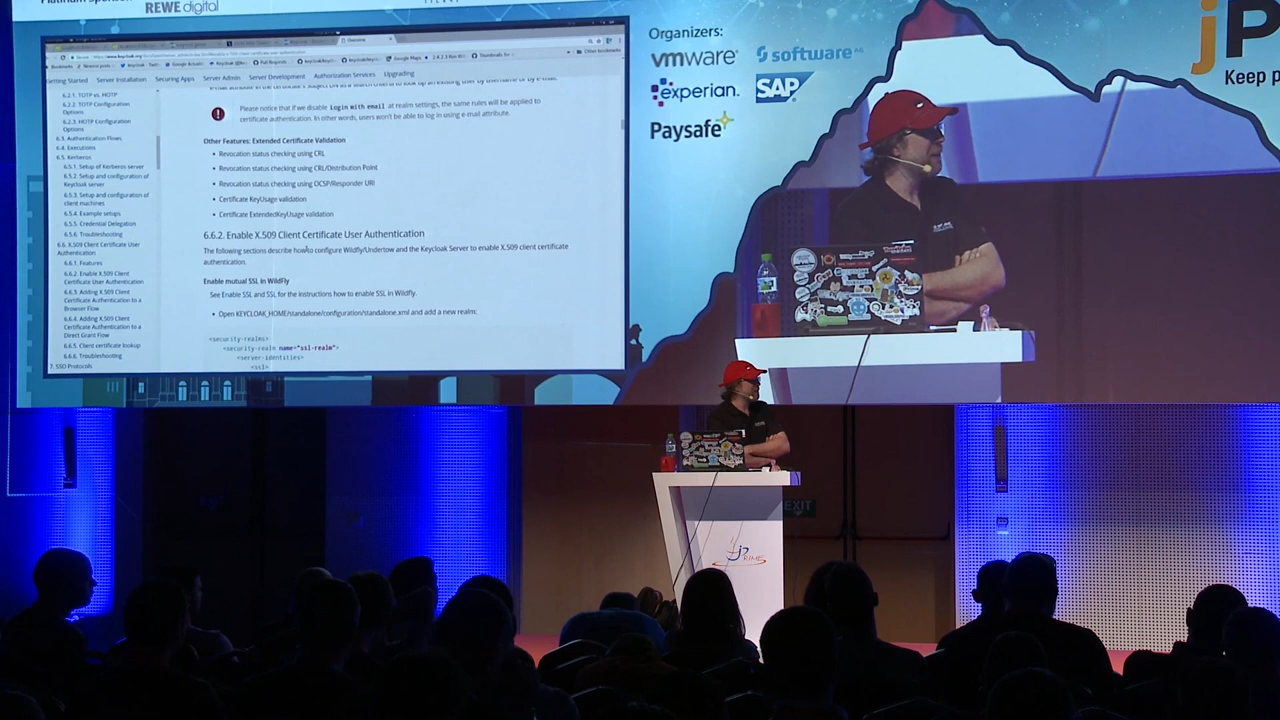 REWE digital
Getting Started Server Installation Securing Apps Server Admin Server Development Authorization Services Upgrading
6.2.1. TOTP vs. HOTP
6.2.2. TOTP Configuration
Options
6.2.3. HOTP Configuration
Options
6.3. Authentication Flows
6.4. Executions
6.5. Kerberos
6.5.1. Setup of Kerberos server
6.5.2. Setup and configuration of
Keycloak server
6.5.3. Setup and configuration of
client machines
6.5.4. Example setups
6.5.5. Credential Delegation
6.5.6. Troubleshooting
6.6. X.509 Client Certificate User
Authentication
6.6.1. Features
6.6.2. Enable X.509 Client
Certificate User Authentication
6.6.3. Adding X.509 Client
Certificate Authentication to a
Browser Flow
6.6.4. Adding X.509 Client
Certificate Authentication to a
Direct Grant Flow
6.6.5. Client certificate lookup
6.6.6. Troubleshooting
7. SSO Protocols
Please notice that if we disable Login with email at realm settings, the same rules will be applied to
certificate authentication. In other words, users won't be able to log in using e-mail attribute.
Other Features: Extended Certificate Validation
• Revocation status checking using CRL
• Revocation status checking using CRL/Distribution Point
• Revocation status checking using OCSP/Responder URI
• Certificate KeyUsage validation
• Certificate ExtendedKeyUsage validation
6.6.2. Enable X.509 Client Certificate User Authentication
The following sections describe how to configure Wildfly/Undertow and the Keycloak Server to enable X.509 client certificate
authentication.
Enable mutual SSL in WildFly
See Enable SSL and SSL for the instructions how to enable SSL in Wildfly.
• Open KEYCLOAK_HOME/standalone/configuration/standalone.xml and add a new realm:
<security-realms>
<security-realm name="ssl-realm">
<server-identities>
<ssl>
Organizers:
vmware
software AG
experian.
SAP
Paysafe
jP
Keep p
EXIT
jPRIME